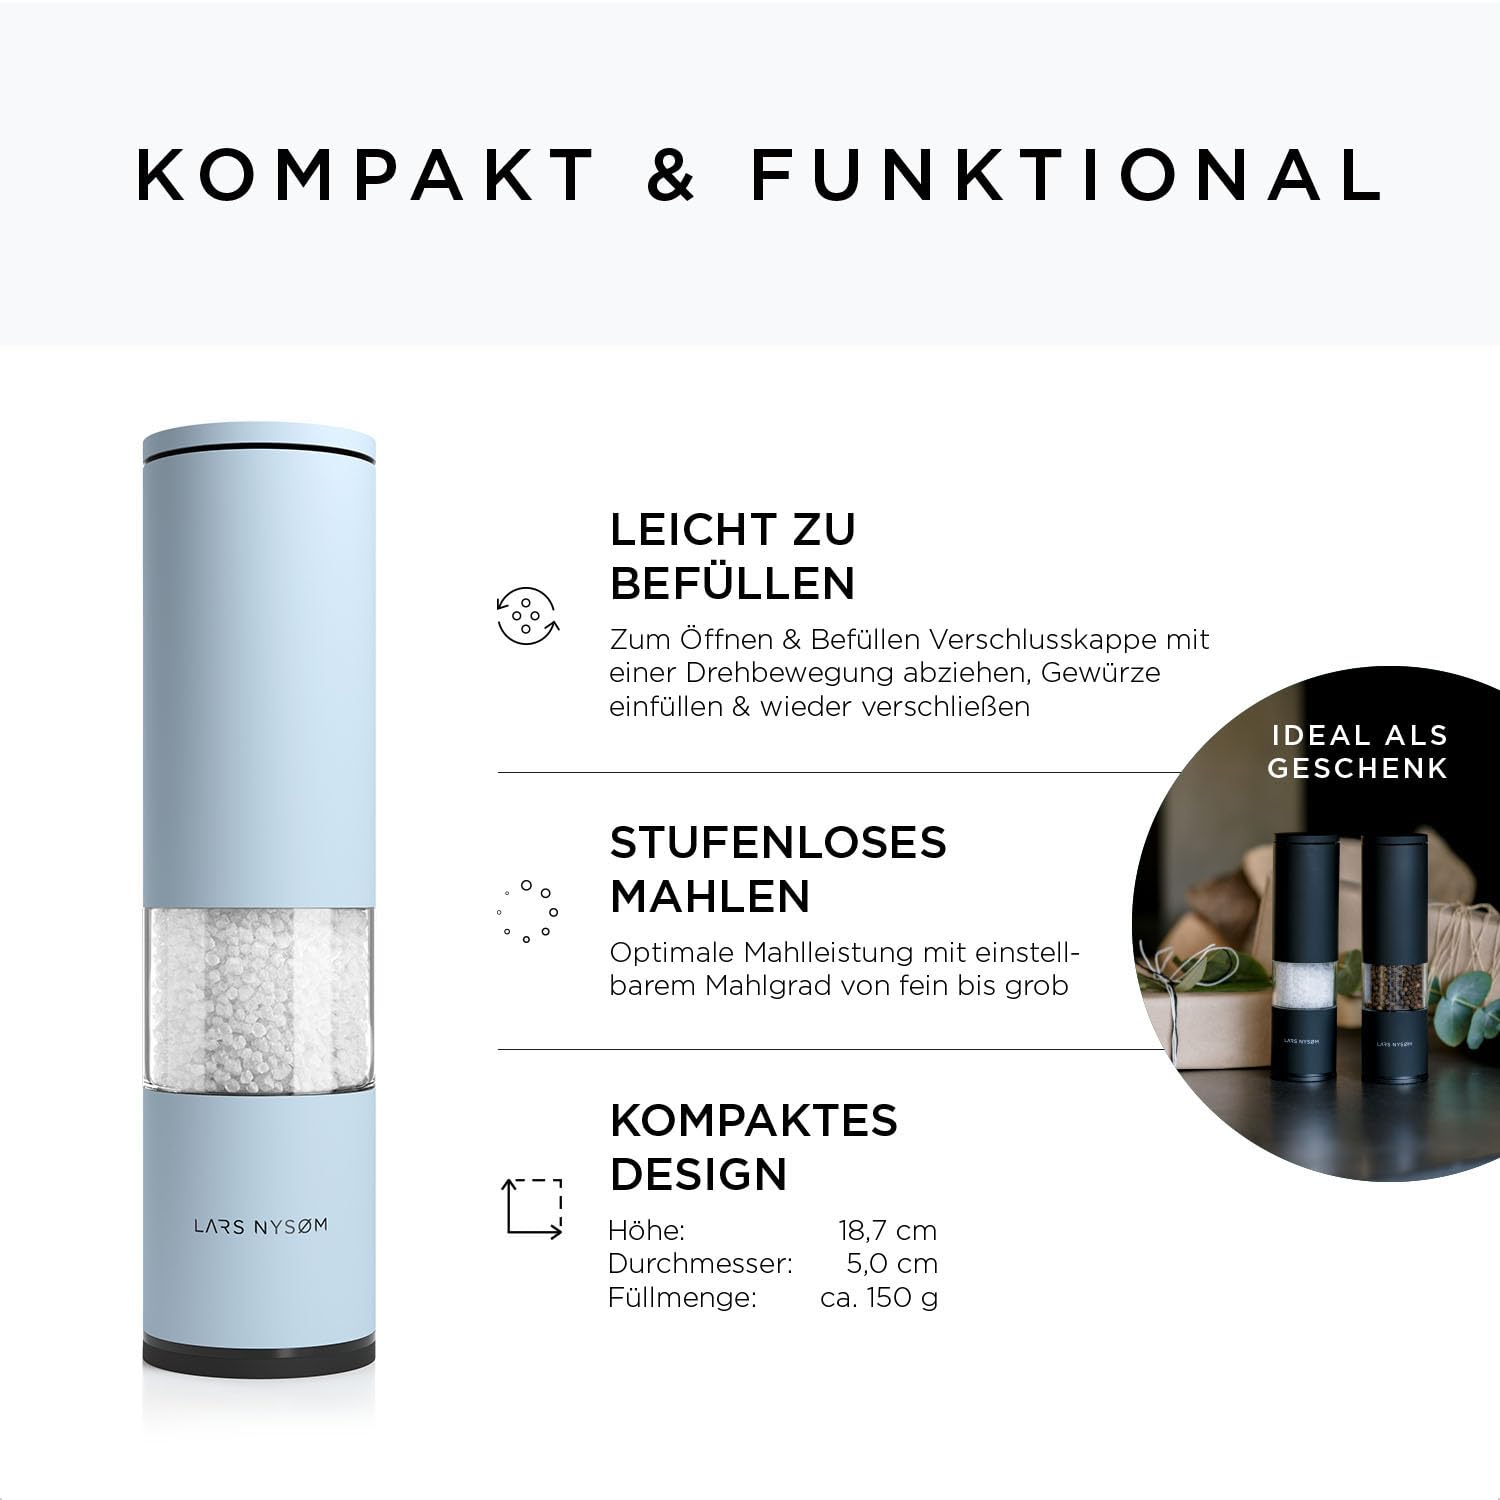 KOMPAKT & FUNKTIONAL
LEICHT ZU
BEFÜLLEN
Zum Öffnen & Befüllen Verschlusskappe mit
einer Drehbewegung abziehen, Gewürze
einfüllen & wieder verschließen
IDEAL ALS
GESCHENK
STUFENLOSES
MAHLEN
Optimale Mahlleistung mit einstell-
barem Mahlgrad von fein bis grob
LARS NYSØM
LARS NYSØM
KOMPAKTES
DESIGN
Höhe: 18,7 cm
Durchmesser: 5,0 cm
Füllmenge: ca. 150 g
LARS NYSØM